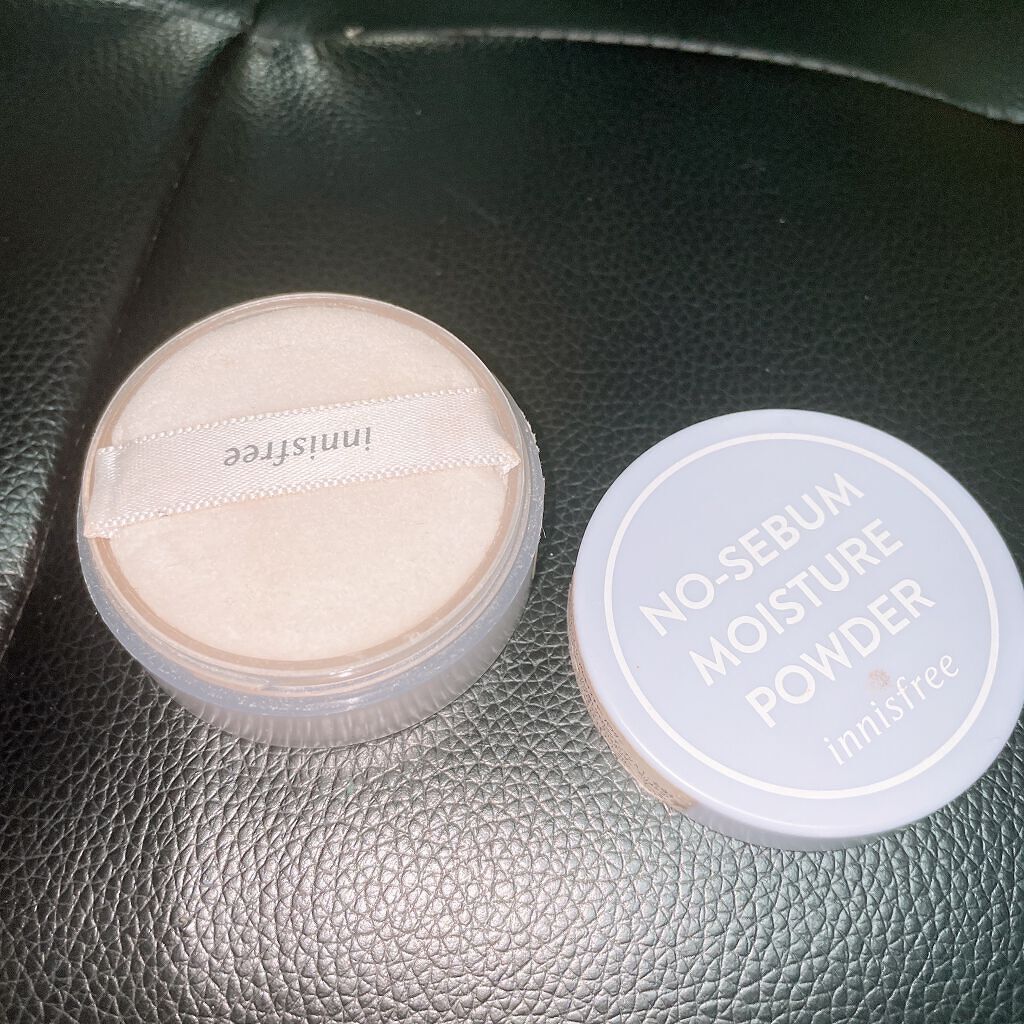 innisfree
NO-SEBUM
MOISTURE
POWDER
innisfree